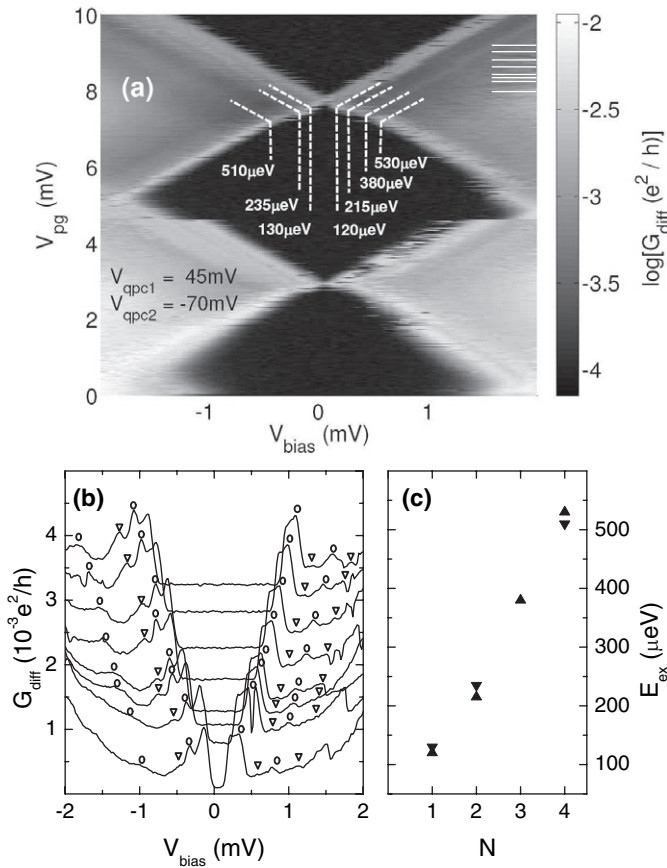 10
(a)
8
6
4
2
0
V_pg (mV)
510μeV
530μeV
380μeV
235μeV
215μeV
130μeV
120μeV
V_qpc1 = 45mV
V_qpc2 = -70mV
-1
0
1
V_bias (mV)
-2
-2.5
-3
-3.5
-4
log[G_diff (e²/h)]
(b)
4
3
2
1
G_diff (10⁻³e²/h)
-2
-1
0
1
2
V_bias (mV)
(c)
500
400
300
200
100
E_ex (μeV)
1
2
3
4
N